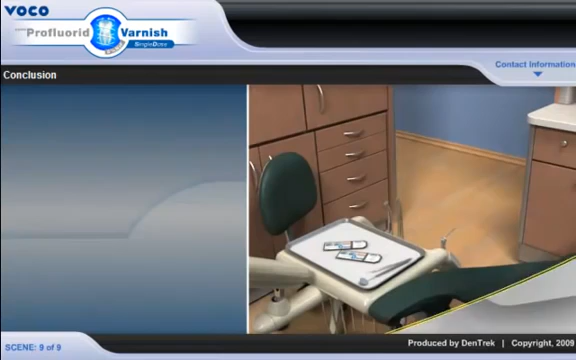 VOCO
Profluorid Varnish
SingleDose
Contact Information
Conclusion
SCENE: 9 of 9
Produced by DenTrek | Copyright, 2009